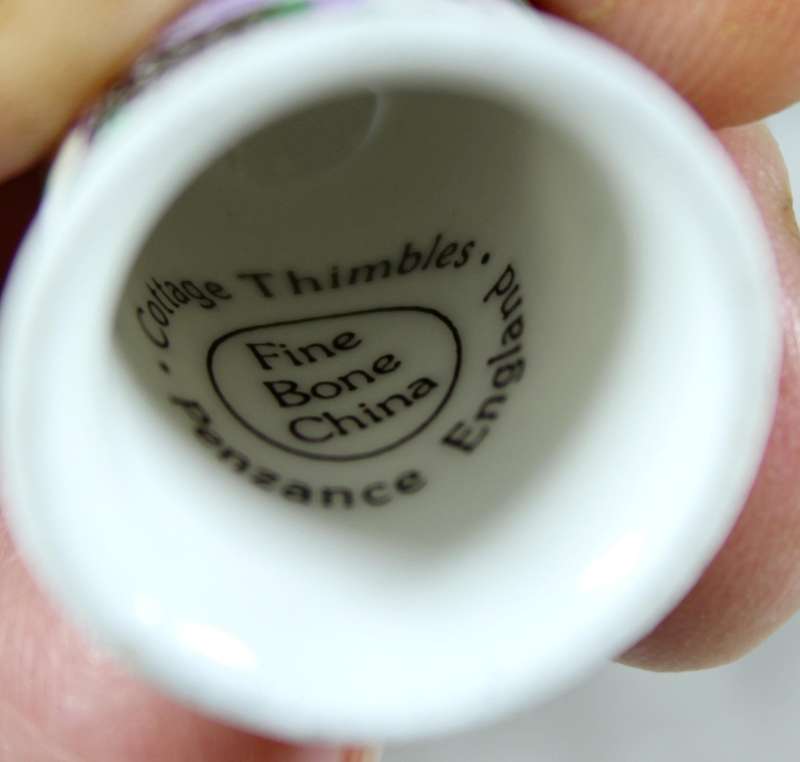 · Cottage Thimbles ·
Fine
Bone
China
Penzance England